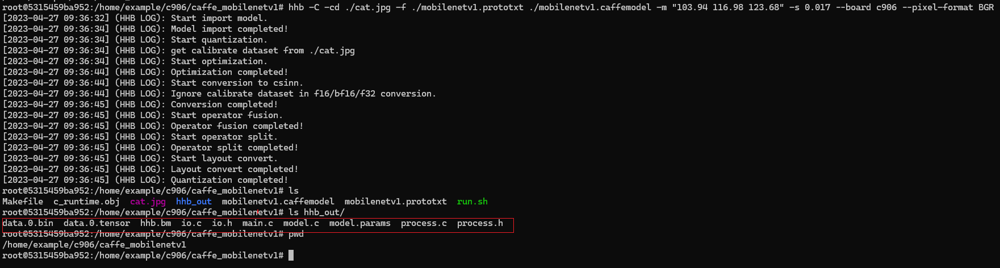 root@5315459ba952:/home/example/c906/caffe_mobilenetv1# hhb -C -cd ./cat.jpg -f ./mobilenetv1.prototxt ./mobilenetv1.caffemodel -m "103.94 116.98 123.68" -s 0.017 --board c906 --pixel-format BGR
[2023-04-27 09:36:32] (HHB LOG): Start import model.
[2023-04-27 09:36:34] (HHB LOG): Model import completed!
[2023-04-27 09:36:34] (HHB LOG): Start quantization.
[2023-04-27 09:36:34] (HHB LOG): get calibrate dataset from ./cat.jpg
[2023-04-27 09:36:34] (HHB LOG): Start optimization.
[2023-04-27 09:36:44] (HHB LOG): Optimization completed!
[2023-04-27 09:36:44] (HHB LOG): Start conversion to csinn.
[2023-04-27 09:36:44] (HHB LOG): Ignore calibrate dataset in f16/bf16/f32 conversion.
[2023-04-27 09:36:45] (HHB LOG): Conversion completed!
[2023-04-27 09:36:45] (HHB LOG): Start operator fusion.
[2023-04-27 09:36:45] (HHB LOG): Operator fusion completed!
[2023-04-27 09:36:45] (HHB LOG): Start operator split.
[2023-04-27 09:36:45] (HHB LOG): Operator split completed!
[2023-04-27 09:36:45] (HHB LOG): Start layout convert.
[2023-04-27 09:36:45] (HHB LOG): Layout convert completed!
[2023-04-27 09:36:45] (HHB LOG): Quantization completed!
root@5315459ba952:/home/example/c906/caffe_mobilenetv1# ls
Makefile  c_runtime.obj  cat.jpg  hhb_out  mobilenetv1.caffemodel  mobilenetv1.prototxt  run.sh
root@5315459ba952:/home/example/c906/caffe_mobilenetv1# ls hhb_out/
data.0.bin  data.0.tensor  hhb.bm  io.c  io.h  main.c  model.c  model.params  process.c  process.h
root@5315459ba952:/home/example/c906/caffe_mobilenetv1# pwd
/home/example/c906/caffe_mobilenetv1
root@5315459ba952:/home/example/c906/caffe_mobilenetv1#